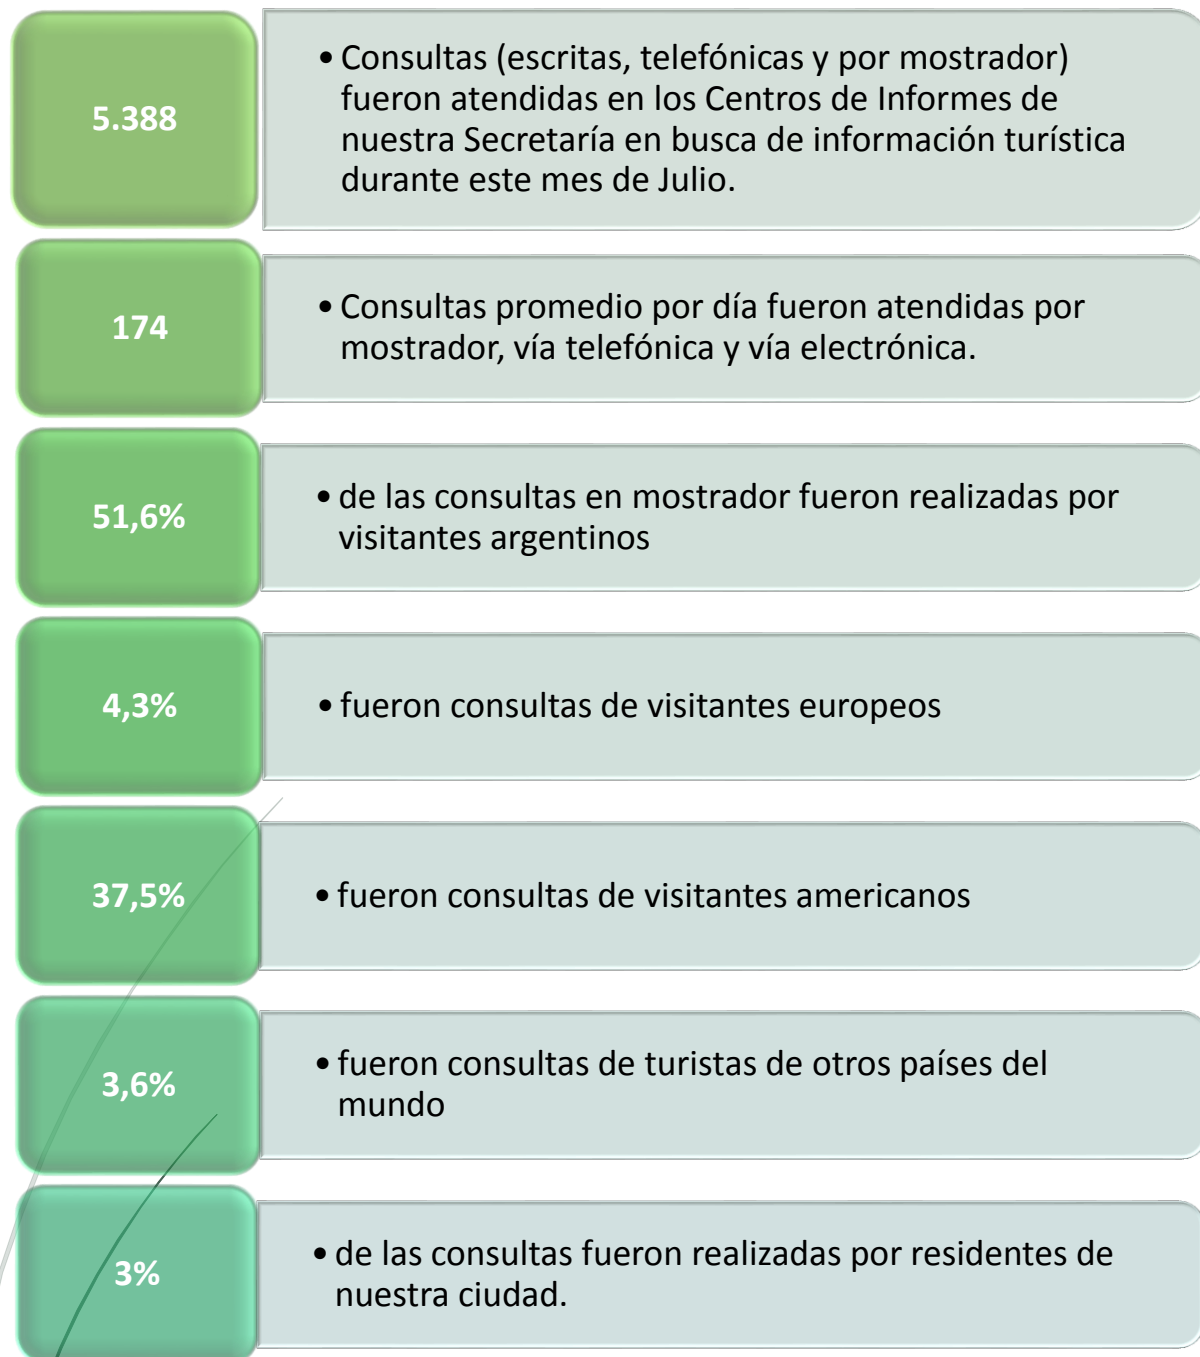 5.388
• Consultas (escritas, telefónicas y por mostrador)
fueron atendidas en los Centros de Informes de
nuestra Secretaría en busca de información turística
durante este mes de Julio.
174
• Consultas promedio por día fueron atendidas por
mostrador, vía telefónica y vía electrónica.
51,6%
• de las consultas en mostrador fueron realizadas por
visitantes argentinos
4,3%
• fueron consultas de visitantes europeos
37,5%
• fueron consultas de visitantes americanos
3,6%
• fueron consultas de turistas de otros países del
mundo
3%
• de las consultas fueron realizadas por residentes de
nuestra ciudad.